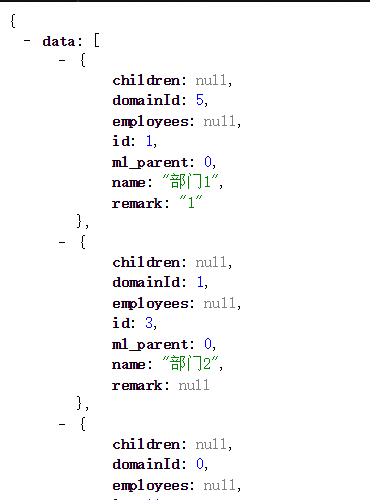 {
- data: [
- {
children: null,
domainId: 5,
employees: null,
id: 1,
ml_parent: 0,
name: "部门1",
remark: "1"
},
- {
children: null,
domainId: 1,
employees: null,
id: 3,
ml_parent: 0,
name: "部门2",
remark: null
},
- {
children: null,
domainId: 0,
employees: null,